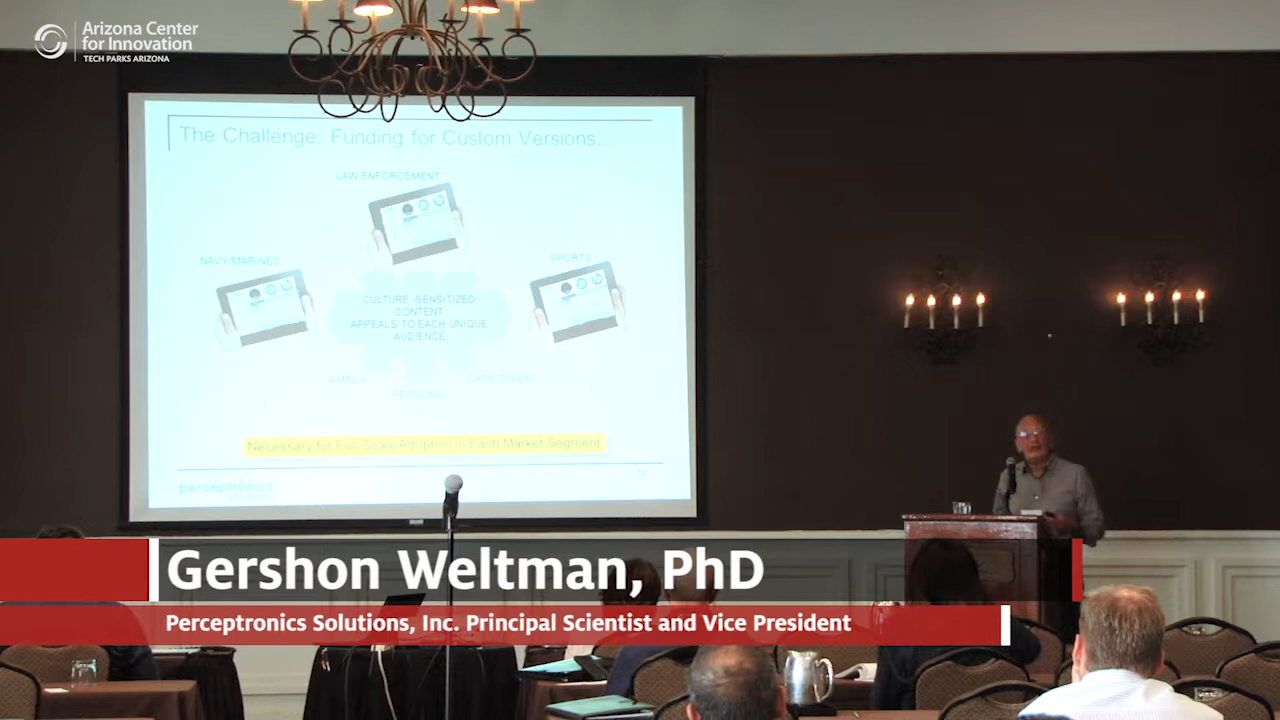 Arizona Center
for Innovation
TECH PARKS ARIZONA
The Challenge: Funding for Custom Versions...
LAW ENFORCEMENT
NAVY/MARINES
SPORTS
CULTURE-SENSITIZED
CONTENT
APPEALS TO EACH UNIQUE
AUDIENCE
FAMILY
CARE GIVER
PERSONAL
Necessary for Full-Scale Adoption in Each Market Segment
perceptronics
Gershon Weltman, PhD
Perceptronics Solutions, Inc. Principal Scientist and Vice President